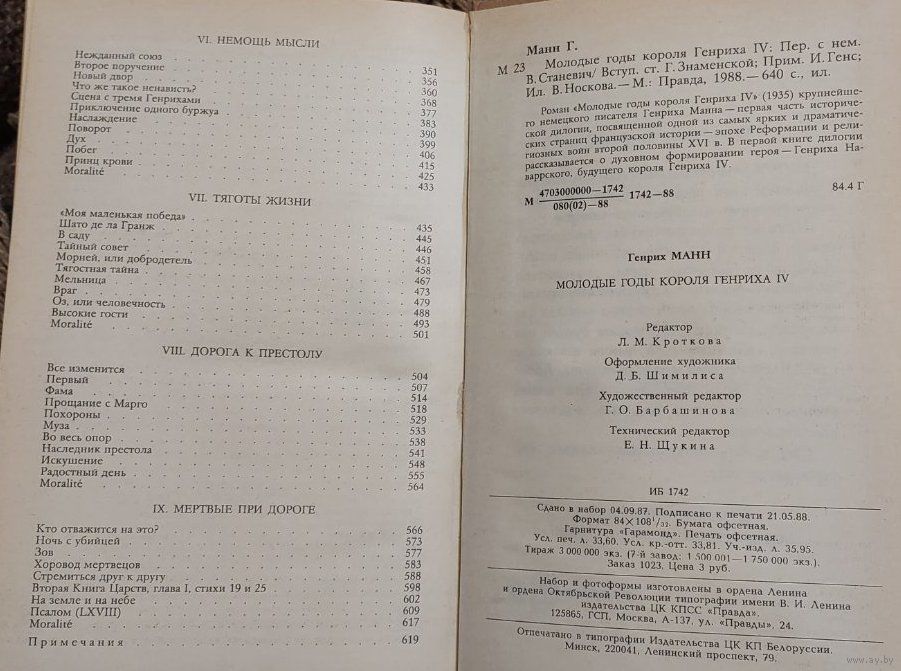 VI. НЕМОЩЬ МЫСЛИ
Нежданный союз 351
Второе поручение 356
Новый двор 360
Что же такое ненависть? 368
Сцена с тремя Генрихами 377
Приключение одного буржуа 383
Наслаждение 390
Поворот 399
Дух 406
Побег 415
Принц крови 425
Moralité 433
VII. ТЯГОТЫ ЖИЗНИ
«Моя маленькая победа» 435
Шато де ла Гранж 445
В саду 446
Тайный совет 451
Морней, или добродетель 458
Тягостная тайна 467
Мельница 473
Враг 479
Оз, или человечность 488
Высокие гости 493
Moralité 501
VIII. ДОРОГА К ПРЕСТОЛУ
Все изменится 504
Первый 507
Фама 514
Прощание с Марго 518
Похороны 529
Муза 533
Во весь опор 538
Наследник престола 541
Искушение 548
Радостный день 555
Moralité 564
IX. МЕРТВЫЕ ПРИ ДОРОГЕ
Кто отважится на это? 566
Ночь с убийцей 573
Зов 577
Хоровод мертвецов 583
Стремиться друг к другу 588
Вторая Книга Царств, глава I, стихи 19 и 25 598
На земле и на небе 602
Псалом (LXVIII) 609
Moralité 617
Примечания 619
Манн Г.
М 23 Молодые годы короля Генриха IV: Пер. с нем.
В. Станевич/ Вступ. ст. Г. Знаменской; Прим. И. Генс;
Ил. В. Носкова. — М.: Правда, 1988. — 640 с., ил.
Роман «Молодые годы короля Генриха IV» (1935) крупнейше-
го немецкого писателя Генриха Манна — первая часть историче-
ской дилогии, посвященной одной из самых ярких и драматиче-
ских страниц французской истории — эпохе Реформации и рели-
гиозных войн второй половины XVI в. В первой книге дилогии
рассказывается о духовном формировании героя — Генриха На-
варрского, будущего короля Генриха IV.
М 4703000000—1742 1742—88 84.4 Г
080(02)—88
Генрих МАНН
МОЛОДЫЕ ГОДЫ КОРОЛЯ ГЕНРИХА IV
Редактор
Л. М. Кроткова
Оформление художника
Д. Б. Шимилиса
Художественный редактор
Г. О. Барбашинова
Технический редактор
Е. Н. Щукина
ИБ 1742
Сдано в набор 04.09.87. Подписано к печати 21.05.88.
Формат 84×108 1/32. Бумага офсетная.
Гарнитура «Гарамонд». Печать офсетная.
Усл. печ. л. 33,60. Усл. кр.-отт. 33,81. Уч.-изд. л. 35,95.
Тираж 3 000 000 экз. (7-й завод: 1 500 001—1 750 000 экз.).
Заказ 1023. Цена 3 руб.
Набор и фотоформы изготовлены в ордена Ленина
и ордена Октябрьской Революции типографии имени В. И. Ленина
издательства ЦК КПСС «Правда».
125865, ГСП, Москва, А-137, ул. «Правды», 24.
Отпечатано в типографии Издательства ЦК КП Белоруссии.
Минск, 220041, Ленинский проспект, 79.
www.ay.by